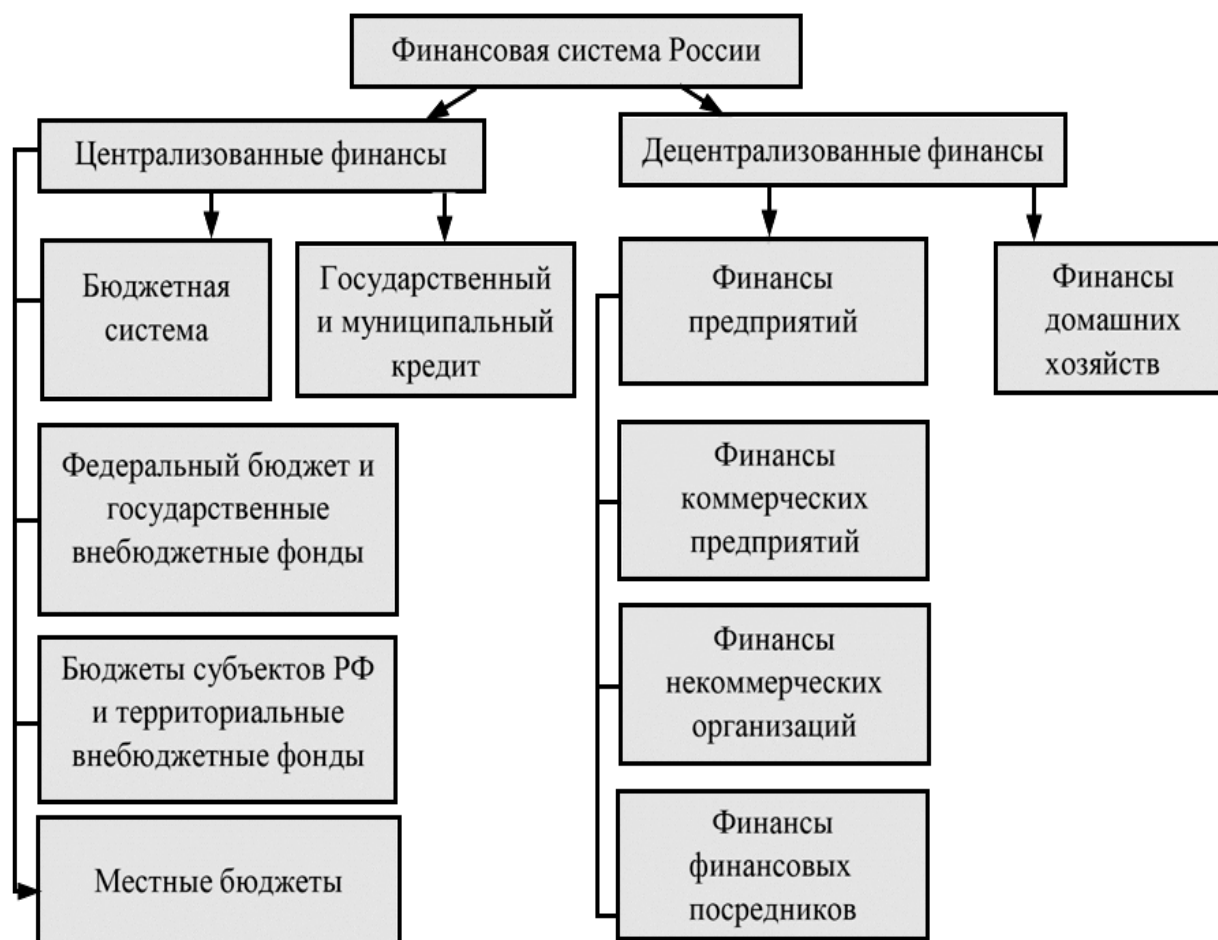 Финансовая система России
Централизованные финансы
Децентрализованные финансы
Бюджетная
система
Государственный
и муниципальный
кредит
Финансы
предприятий
Финансы
домашних
хозяйств
Федеральный бюджет и
государственные
внебюджетные фонды
Финансы
коммерческих
предприятий
Бюджеты субъектов РФ
и территориальные
внебюджетные фонды
Финансы
некоммерческих
организаций
Местные бюджеты
Финансы
финансовых
посредников